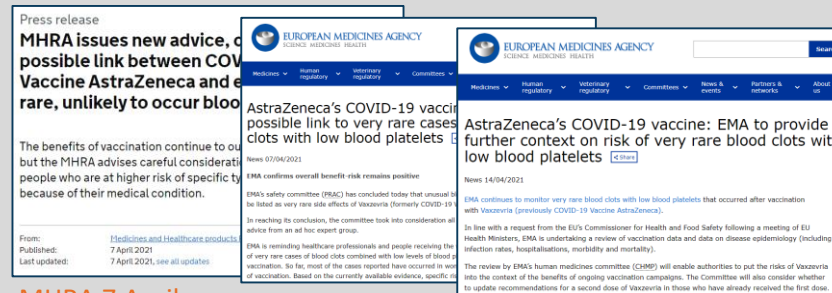 Press release
MHRA issues new advice,
possible link between
Vaccine AstraZeneca and
rare, unlikely to occur
The benefits of vaccination continue to
but the MHRA advises careful
people who are at higher risk of specific
because of their medical condition.
From: Medicines and Healthcare products
Published: 7 April 2021
Last updated: 7 April 2021, see all updates
EUROPEAN MEDICINES AGENCY
SCIENCE MEDICINES HEALTH
Medicines Human regulatory Veterinary regulatory Committees
AstraZeneca's COVID-19
possible link to very rare cases
clots with low blood platelets
News 07/04/2021
EMA confirms overall benefit-risk remains positive
EMA's safety committee (PRAC) has concluded today that unusual
be listed as very rare side effects of Vaxzevria (formerly COVID-19
In reaching its conclusion, the committee took into consideration all
advice from an ad hoc expert group.
EMA is reminding healthcare professionals and people receiving the
of very rare cases of blood clots combined with low levels of blood
vaccination. So far, most of the cases reported have occurred in
of vaccination. Based on the currently available evidence, specific
EUROPEAN MEDICINES AGENCY
SCIENCE MEDICINES HEALTH
Medicines Human regulatory Veterinary regulatory Committees News & events Partners & networks About us
AstraZeneca's COVID-19 vaccine: EMA to provide
further context on risk of very rare blood clots
low blood platelets Share
News 14/04/2021
EMA continues to monitor very rare blood clots with low blood platelets that occurred after vaccination
with Vaxzevria (previously COVID-19 Vaccine AstraZeneca).
In line with a request from the EU's Commissioner for Health and Food Safety following a meeting of EU
Health Ministers, EMA is undertaking a review of vaccination data and data on disease epidemiology (including
infection rates, hospitalisations, morbidity and mortality).
The review by EMA's human medicines committee (CHMP) will enable authorities to put the risks of Vaxzevria
into the context of the benefits of ongoing vaccination campaigns. The Committee will also consider whether
to update recommendations for a second dose of Vaxzevria in those who have already received the first dose.